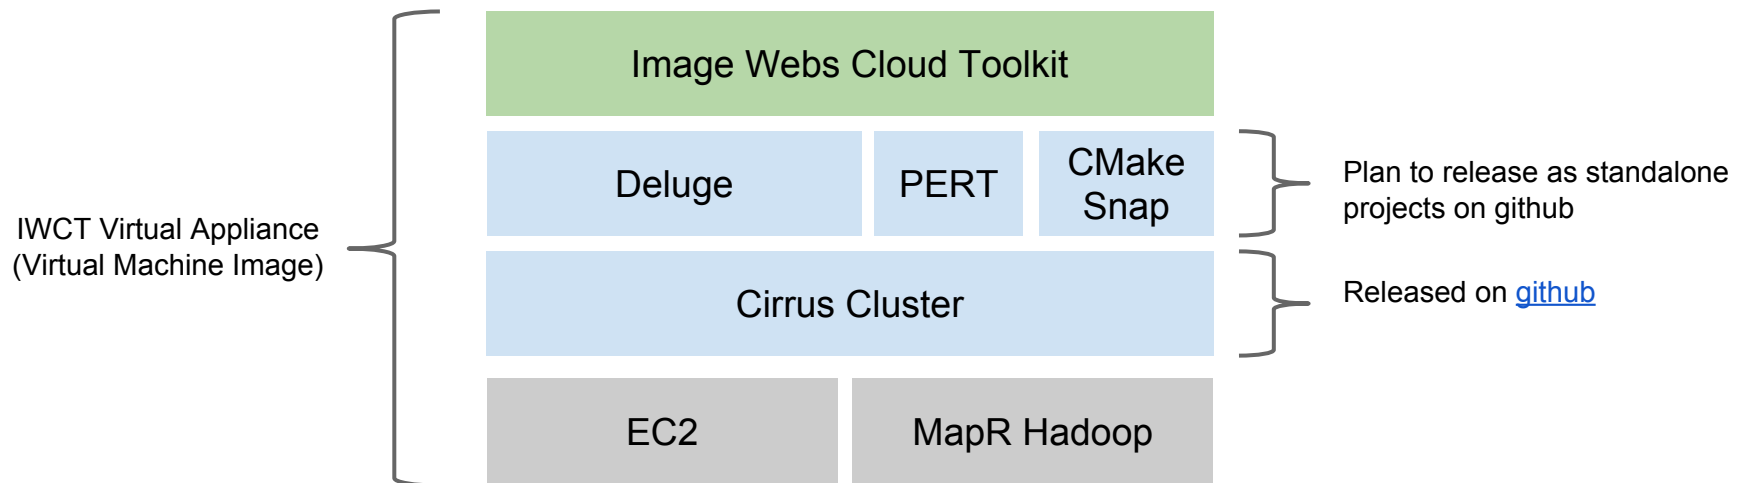 Image Webs Cloud Toolkit
Deluge
PERT
CMake
Snap
Plan to release as standalone
projects on github
IWCT Virtual Appliance
(Virtual Machine Image)
Cirrus Cluster
Released on github
EC2
MapR Hadoop